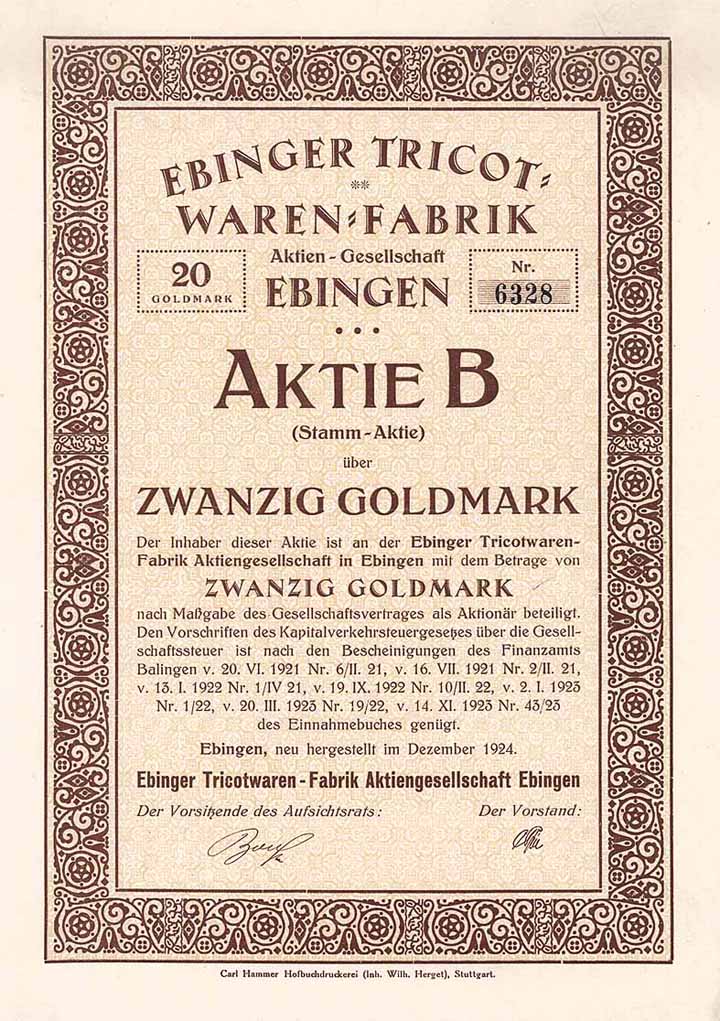 EBINGER TRICOT-
WAREN-FABRIK
Aktien-Gesellschaft
EBINGEN
20
GOLDMARK
Nr.
6328
AKTIE B
(Stamm-Aktie)
über
ZWANZIG GOLDMARK
Der Inhaber dieser Aktie ist an der Ebinger Tricotwaren-
Fabrik Aktiengesellschaft in Ebingen mit dem Betrage von
ZWANZIG GOLDMARK
nach Maßgabe des Gesellschaftsvertrages als Aktionär beteiligt.
Den Vorschriften des Kapitalverkehrsteuergesetzes über die Gesell-
schaftssteuer ist nach den Bescheinigungen des Finanzamts
Balingen v. 20. VI. 1921 Nr. 6/II. 21, v. 16. VII. 1921 Nr. 2/II. 21,
v. 13. I. 1922 Nr. 1/IV 21, v. 19. IX. 1922 Nr. 10/II. 22, v. 2. I. 1923
Nr. 1/22, v. 20. III. 1923 Nr. 19/22, v. 14. XI. 1923 Nr. 43/23
des Einnahmebuches genügt.
Ebingen, neu hergestellt im Dezember 1924.
Ebinger Tricotwaren-Fabrik Aktiengesellschaft Ebingen
Der Vorsitzende des Aufsichtsrats:
Der Vorstand:
Carl Hammer Hofbuchdruckerei (Inh. Wilh. Herget), Stuttgart.